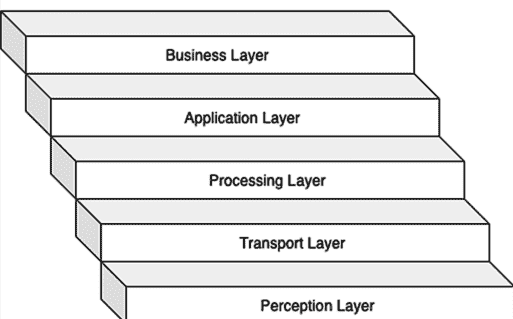 Business Layer
Application Layer
Processing Layer
Transport Layer
Perception Layer